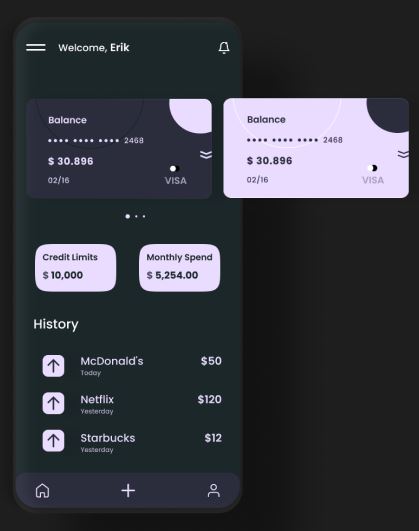 Welcome, Erik
Balance
•••• •••• •••• 2468
$ 30.896
02/16
VISA
Balance
•••• •••• •••• 2468
$ 30.896
02/16
VISA
Credit Limits
$ 10,000
Monthly Spend
$ 5,254.00
History
McDonald's $50
Today
Netflix $120
Yesterday
Starbucks $12
Yesterday